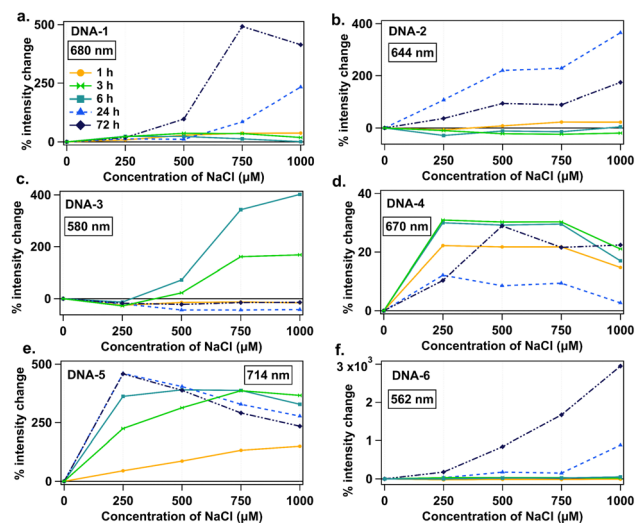 a.
DNA-1
680 nm
1 h
3 h
6 h
24 h
72 h
% intensity change
500
250
0
0 250 500 750 1000
Concentration of NaCl (µM)
b.
DNA-2
644 nm
% intensity change
400
200
0
0 250 500 750 1000
Concentration of NaCl (µM)
c.
DNA-3
580 nm
% intensity change
400
200
0
0 250 500 750 1000
Concentration of NaCl (µM)
d.
DNA-4
670 nm
% intensity change
40
20
0
0 250 500 750 1000
Concentration of NaCl (µM)
e.
DNA-5
714 nm
% intensity change
500
250
0
0 250 500 750 1000
Concentration of NaCl (µM)
f.
DNA-6
562 nm
% intensity change
3 x10³
2
1
0
0 250 500 750 1000
Concentration of NaCl (µM)